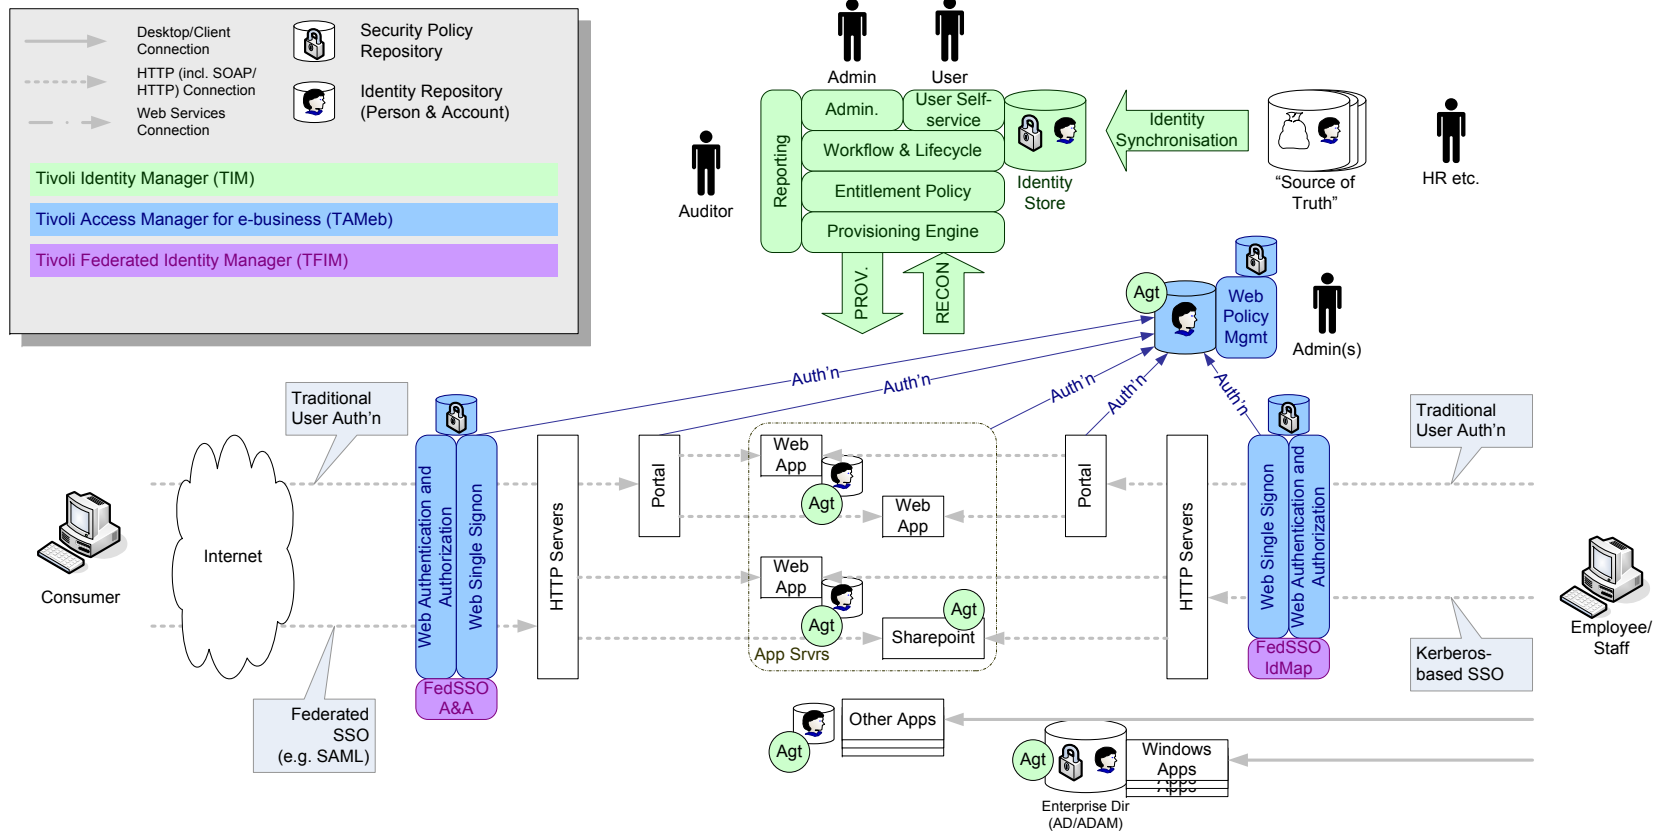 Desktop/Client
Connection
HTTP (incl. SOAP/
HTTP) Connection
Web Services
Connection
Security Policy
Repository
Identity Repository
(Person & Account)
Tivoli Identity Manager (TIM)
Tivoli Access Manager for e-business (TAMeb)
Tivoli Federated Identity Manager (TFIM)
Admin
User
Auditor
Reporting
Admin.
User Self-
service
Workflow & Lifecycle
Entitlement Policy
Provisioning Engine
Identity
Store
Identity
Synchronisation
“Source of
Truth”
HR etc.
PROV.
RECON
Agt
Web
Policy
Mgmt
Admin(s)
Auth’n
Auth’n
Auth’n
Auth’n
Auth’n
Traditional
User Auth’n
Traditional
User Auth’n
Consumer
Internet
Web Authentication and
Authorization
Web Single Signon
FedSSO
A&A
Federated
SSO
(e.g. SAML)
HTTP Servers
Portal
Web
App
Agt
Web
App
Web
App
Agt
Agt
Sharepoint
App Srvrs
Portal
HTTP Servers
Web Single Signon
Web Authentication and
Authorization
FedSSO
IdMap
Kerberos-
based SSO
Employee/
Staff
Agt
Other Apps
Agt
Windows
Apps
Apps
Apps
Enterprise Dir
(AD/ADAM)